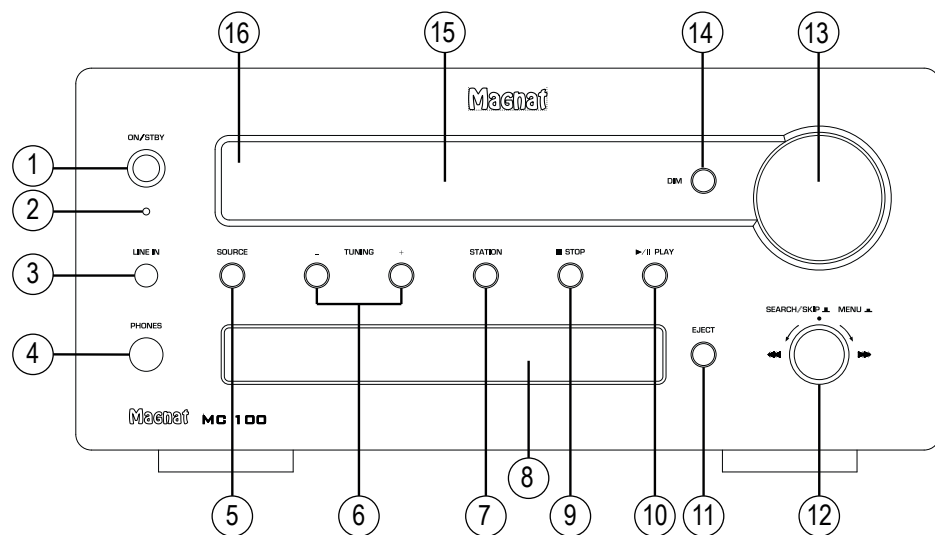 16 15 14 13
Magnat
ON/STBY
1
DIM
2
LINE IN SOURCE – TUNING + STATION ■ STOP ►/II PLAY
3
SEARCH/SKIP MENU
PHONES EJECT
4
◄◄ ►►
Magnat MC 100
8
5 6 7 9 10 11 12